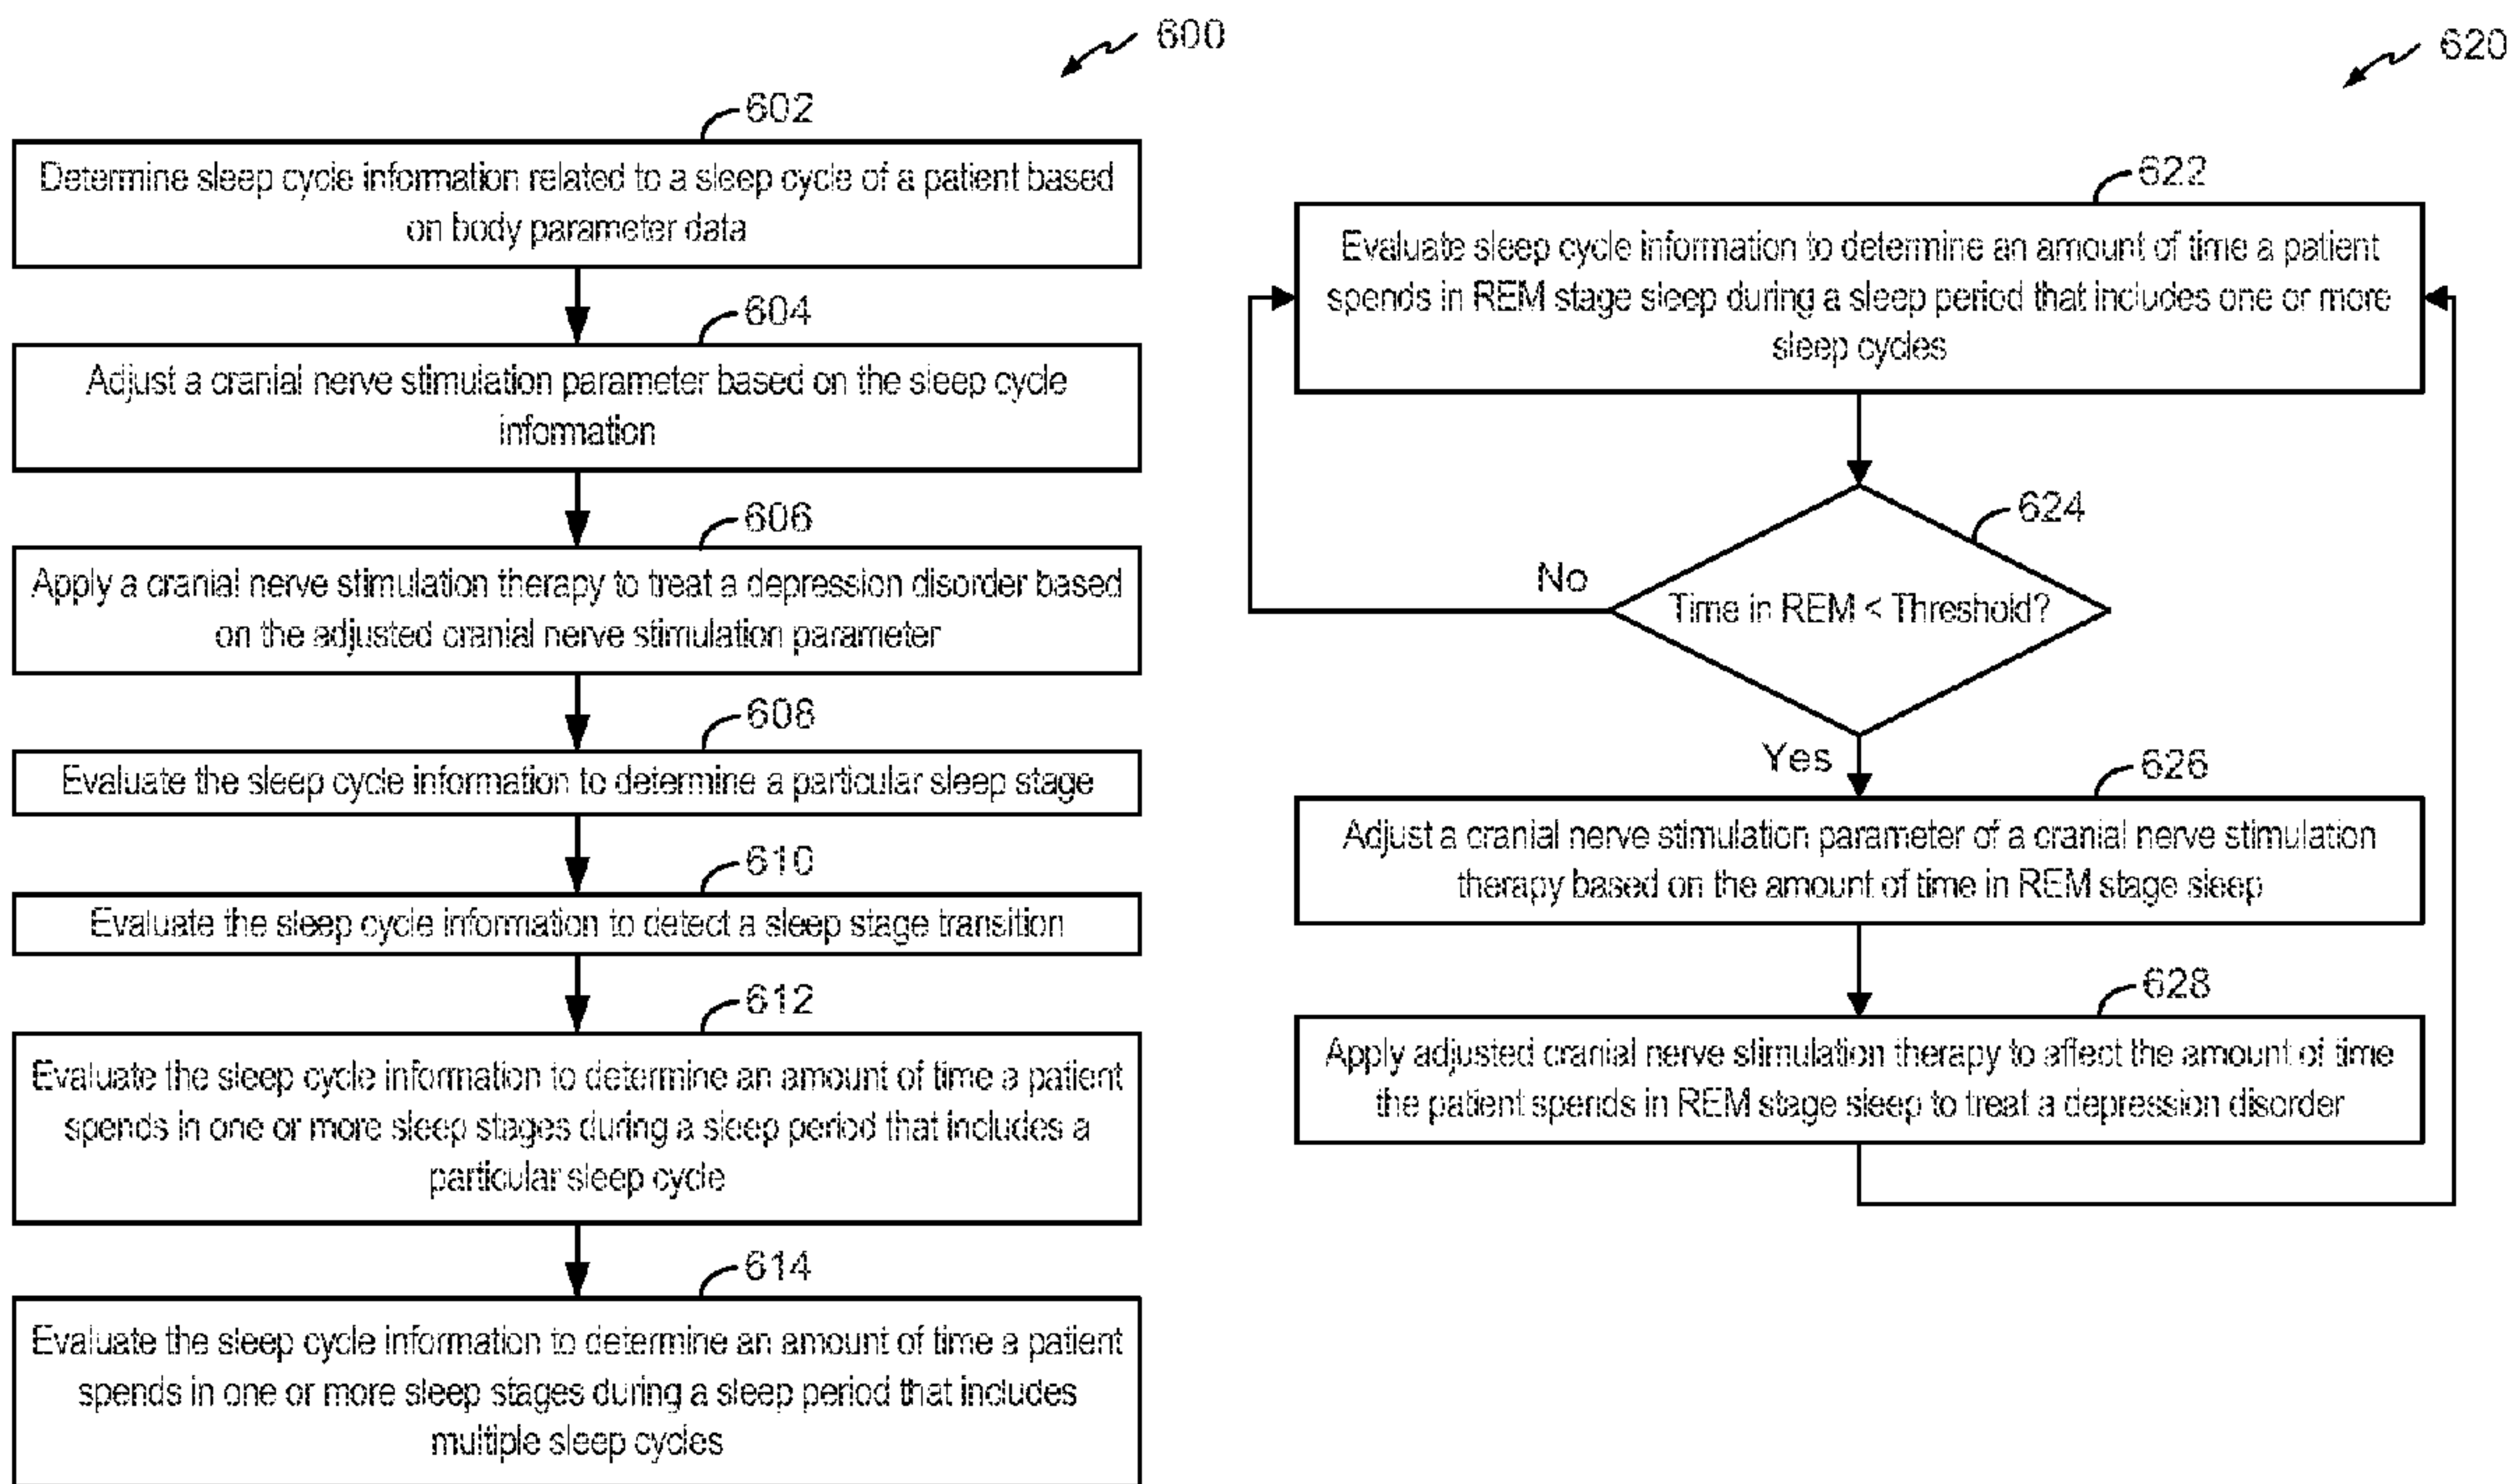 600
602
Determine sleep cycle information related to a sleep cycle of a patient based
on body parameter data
604
Adjust a cranial nerve stimulation parameter based on the sleep cycle
information
606
Apply a cranial nerve stimulation therapy to treat a depression disorder based
on the adjusted cranial nerve stimulation parameter
608
Evaluate the sleep cycle information to determine a particular sleep stage
610
Evaluate the sleep cycle information to detect a sleep stage transition
612
Evaluate the sleep cycle information to determine an amount of time a patient
spends in one or more sleep stages during a sleep period that includes a
particular sleep cycle
614
Evaluate the sleep cycle information to determine an amount of time a patient
spends in one or more sleep stages during a sleep period that includes
multiple sleep cycles
620
622
Evaluate sleep cycle information to determine an amount of time a patient
spends in REM stage sleep during a sleep period that includes one or more
sleep cycles
624
No
Time in REM < Threshold?
Yes
626
Adjust a cranial nerve stimulation parameter of a cranial nerve stimulation
therapy based on the amount of time in REM stage sleep
628
Apply adjusted cranial nerve stimulation therapy to affect the amount of time
the patient spends in REM stage sleep to treat a depression disorder